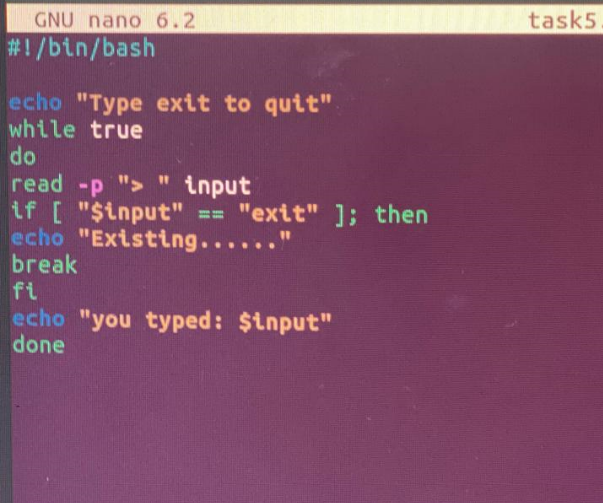 GNU nano 6.2 task5.
#!/bin/bash
echo "Type exit to quit"
while true
do
read -p "> " input
if [ "$input" == "exit" ]; then
echo "Existing......"
break
fi
echo "you typed: $input"
done